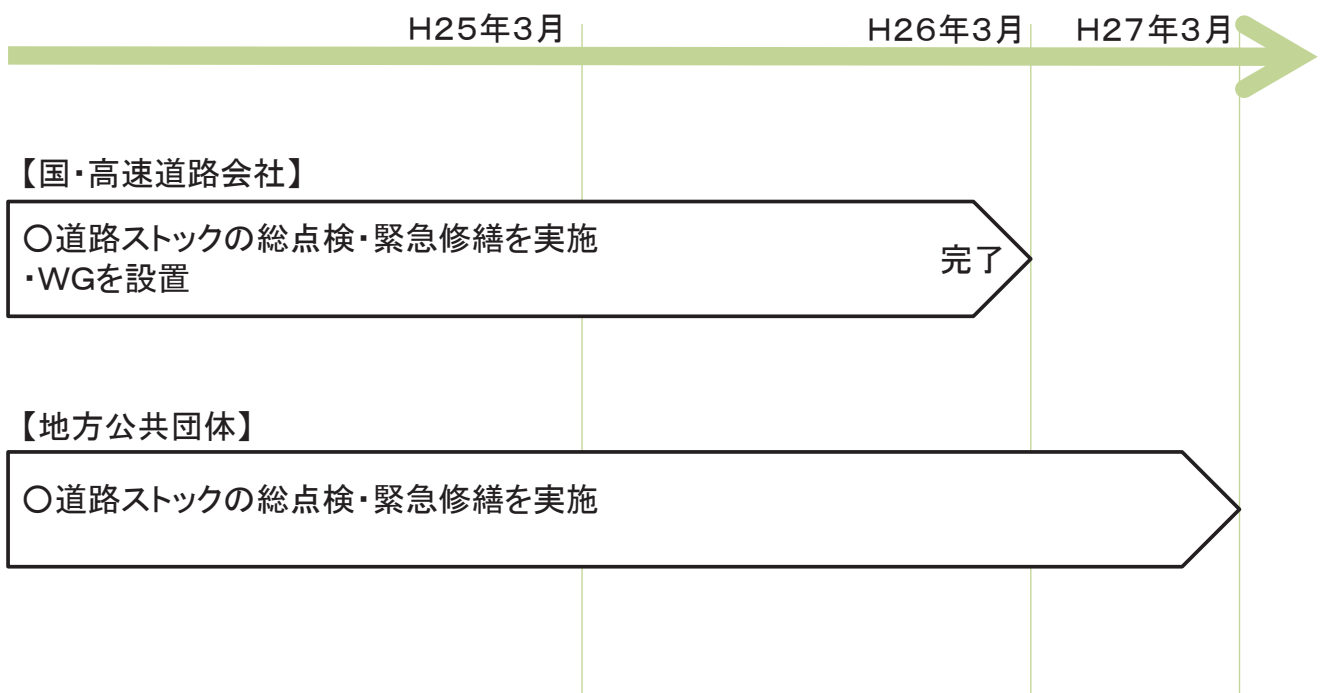 H25年3月 H26年3月 H27年3月
【国・高速道路会社】
○道路ストックの総点検・緊急修繕を実施
・WGを設置
完了
【地方公共団体】
○道路ストックの総点検・緊急修繕を実施